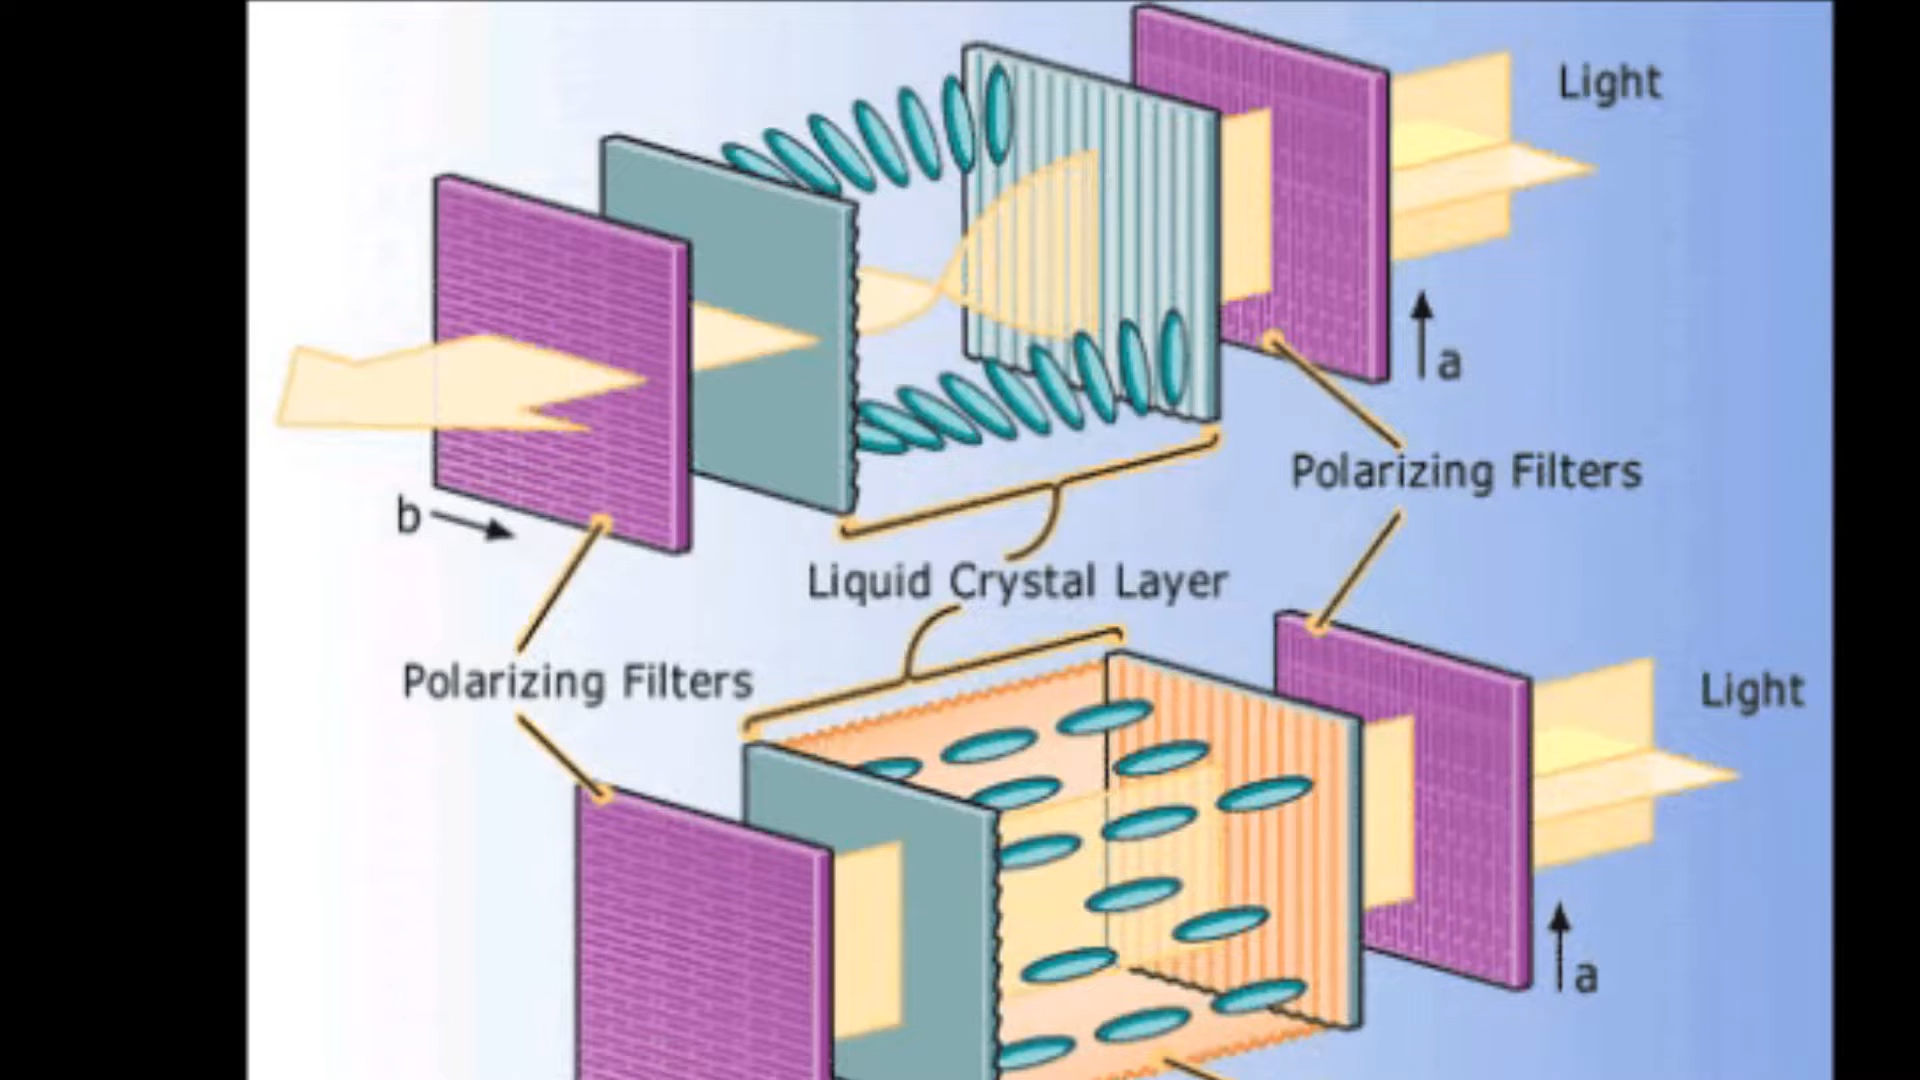 Light
a
Polarizing Filters
b
Liquid Crystal Layer
Polarizing Filters
Light
a